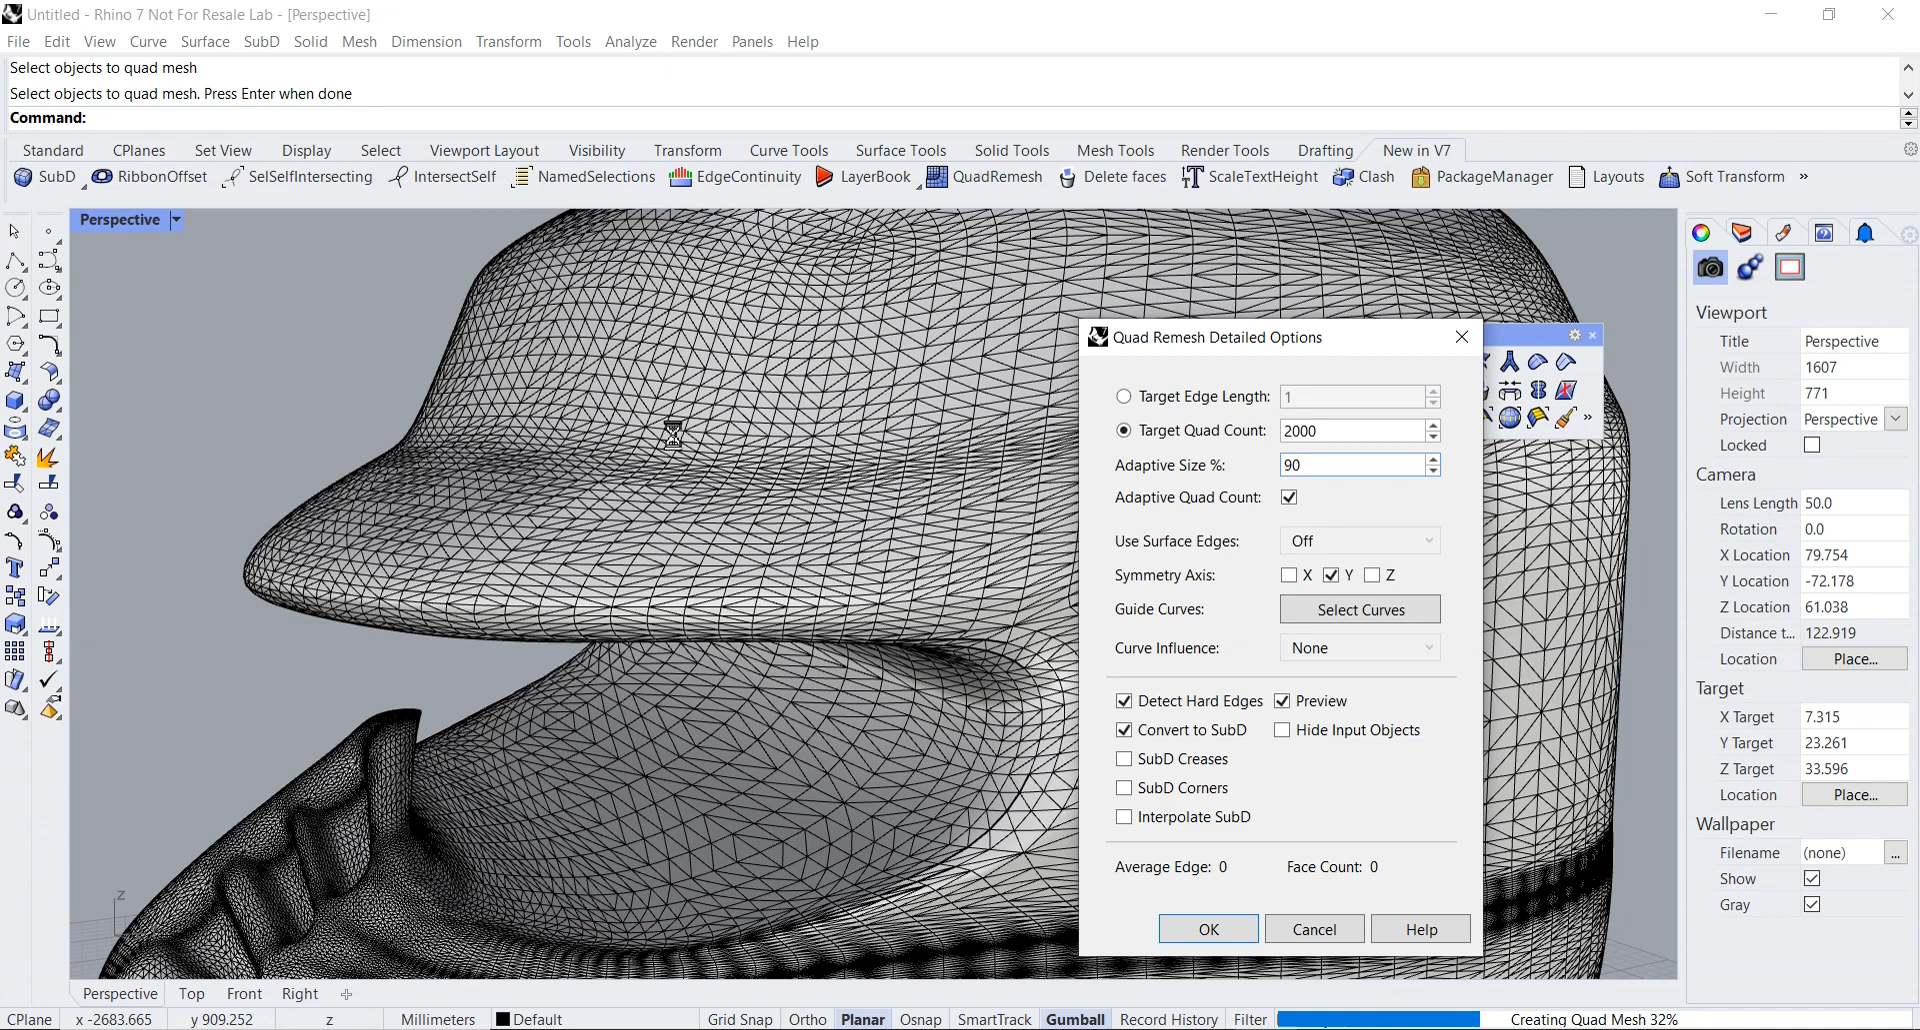 Untitled - Rhino 7 Not For Resale Lab - [Perspective]
File Edit View Curve Surface SubD Solid Mesh Dimension Transform Tools Analyze Render Panels Help
Select objects to quad mesh
Select objects to quad mesh. Press Enter when done
Command:
Standard CPlanes Set View Display Select Viewport Layout Visibility Transform Curve Tools Surface Tools Solid Tools Mesh Tools Render Tools Drafting New in V7
SubD RibbonOffset SelSelfIntersecting IntersectSelf NamedSelections EdgeContinuity LayerBook QuadRemesh Delete faces ScaleTextHeight Clash PackageManager Layouts Soft Transform »
Perspective
Quad Remesh Detailed Options
Target Edge Length: 1
Target Quad Count: 2000
Adaptive Size %: 90
Adaptive Quad Count:
Use Surface Edges: Off
Symmetry Axis: X Y Z
Guide Curves: Select Curves
Curve Influence: None
Detect Hard Edges Preview
Convert to SubD Hide Input Objects
SubD Creases
SubD Corners
Interpolate SubD
Average Edge: 0 Face Count: 0
OK Cancel Help
»
Viewport
Title Perspective
Width 1607
Height 771
Projection Perspective
Locked
Camera
Lens Length 50.0
Rotation 0.0
X Location 79.754
Y Location -72.178
Z Location 61.038
Distance t... 122.919
Location Place...
Target
X Target 7.315
Y Target 23.261
Z Target 33.596
Location Place...
Wallpaper
Filename (none) ...
Show
Gray
z
Perspective Top Front Right
CPlane x -2683.665 y 909.252 z Millimeters Default Grid Snap Ortho Planar Osnap SmartTrack Gumball Record History Filter Creating Quad Mesh 32%